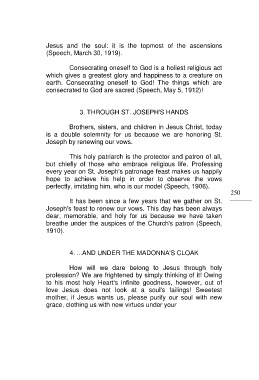 Jesus and the soul: it is the topmost of the ascensions
(Speech, March 30, 1919).
Consecrating oneself to God is a holiest religious act
which gives a greatest glory and happiness to a creature on
earth. Consecrating oneself to God! The things which are
consecrated to God are sacred (Speech, May 5, 1912)!
3. THROUGH ST. JOSEPH'S HANDS
Brothers, sisters, and children in Jesus Christ, today
is a double solemnity for us because we are honoring St.
Joseph by renewing our vows.
This holy patriarch is the protector and patron of all,
but chiefly of those who embrace religious life. Professing
every year on St. Joseph's patronage feast makes us happily
hope to achieve his help in order to observe the vows
perfectly, imitating him, who is our model (Speech, 1906).
250
It has been since a few years that we gather on St.
Joseph's feast to renew our vows. This day has been always
dear, memorable, and holy for us because we have taken
breathe under the auspices of the Church's patron (Speech,
1910).
4. ...AND UNDER THE MADONNA'S CLOAK
How will we dare belong to Jesus through holy
profession? We are frightened by simply thinking of it! Owing
to his most holy Heart's infinite goodness, however, out of
love Jesus does not look at a soul's failings! Sweetest
mother, if Jesus wants us, please purify our soul with new
grace, clothing us with new virtues under your